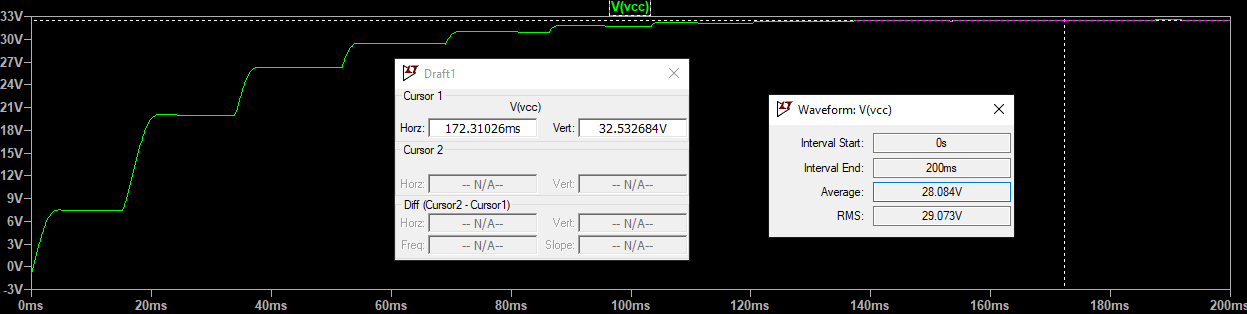 V(vcc)
33V
30V
27V
24V
21V
18V
15V
12V
9V
6V
3V
0V
-3V
0ms 20ms 40ms 60ms 80ms 100ms 120ms 140ms 160ms 180ms 200ms
Draft1
Cursor 1
V(vcc)
Horz: 172.31026ms Vert: 32.532684V
Cursor 2
Horz: -- N/A-- Vert: -- N/A--
Diff (Cursor2 - Cursor1)
Horz: -- N/A-- Vert: -- N/A--
Freq: -- N/A-- Slope: -- N/A--
Waveform: V(vcc)
Interval Start: 0s
Interval End: 200ms
Average: 28.084V
RMS: 29.073V